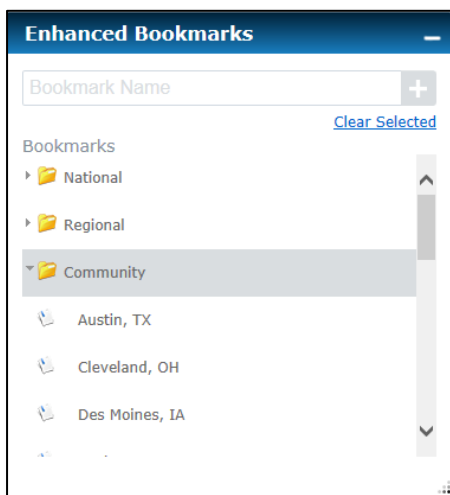 Enhanced Bookmarks
Bookmark Name
Clear Selected
Bookmarks
National
Regional
Community
Austin, TX
Cleveland, OH
Des Moines, IA